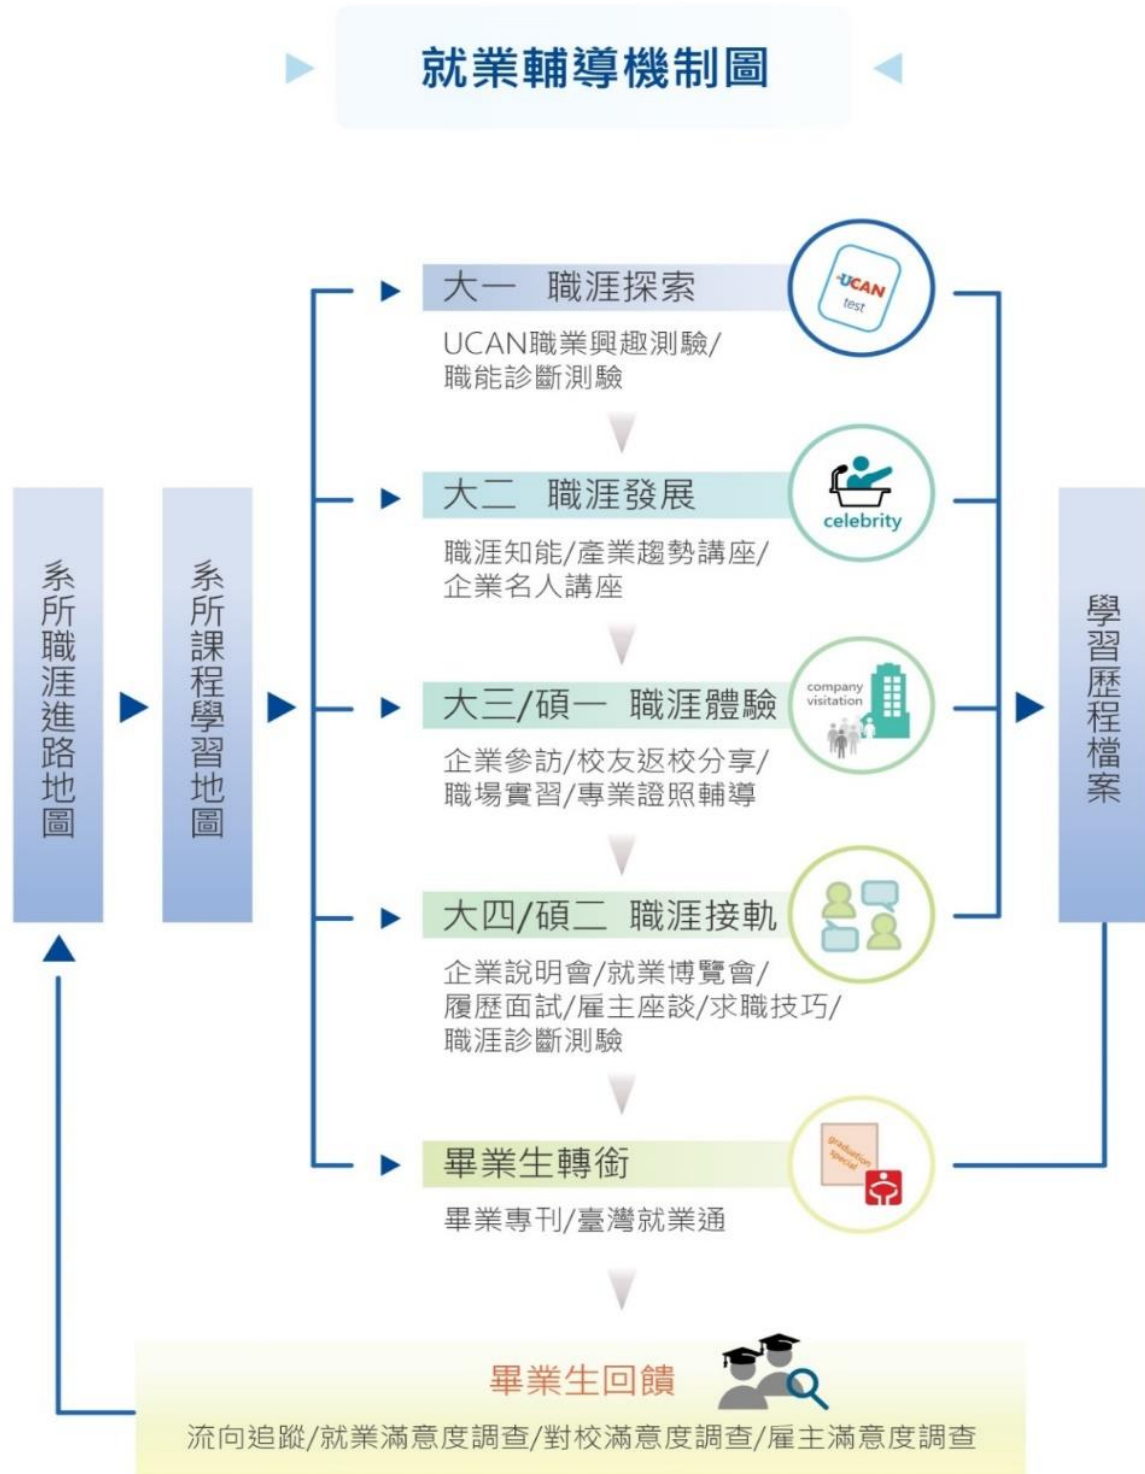 就業輔導機制圖
系所職涯進路地圖
系所課程學習地圖
大一 職涯探索
UCAN
test
UCAN職業興趣測驗/
職能診斷測驗
大二 職涯發展
celebrity
職涯知能/產業趨勢講座/
企業名人講座
大三/碩一 職涯體驗
company
visitation
企業參訪/校友返校分享/
職場實習/專業證照輔導
大四/碩二 職涯接軌
企業說明會/就業博覽會/
履歷面試/雇主座談/求職技巧/
職涯診斷測驗
畢業生轉銜
graduation
special
畢業專刊/臺灣就業通
學習歷程檔案
畢業生回饋
流向追蹤/就業滿意度調查/對校滿意度調查/雇主滿意度調查